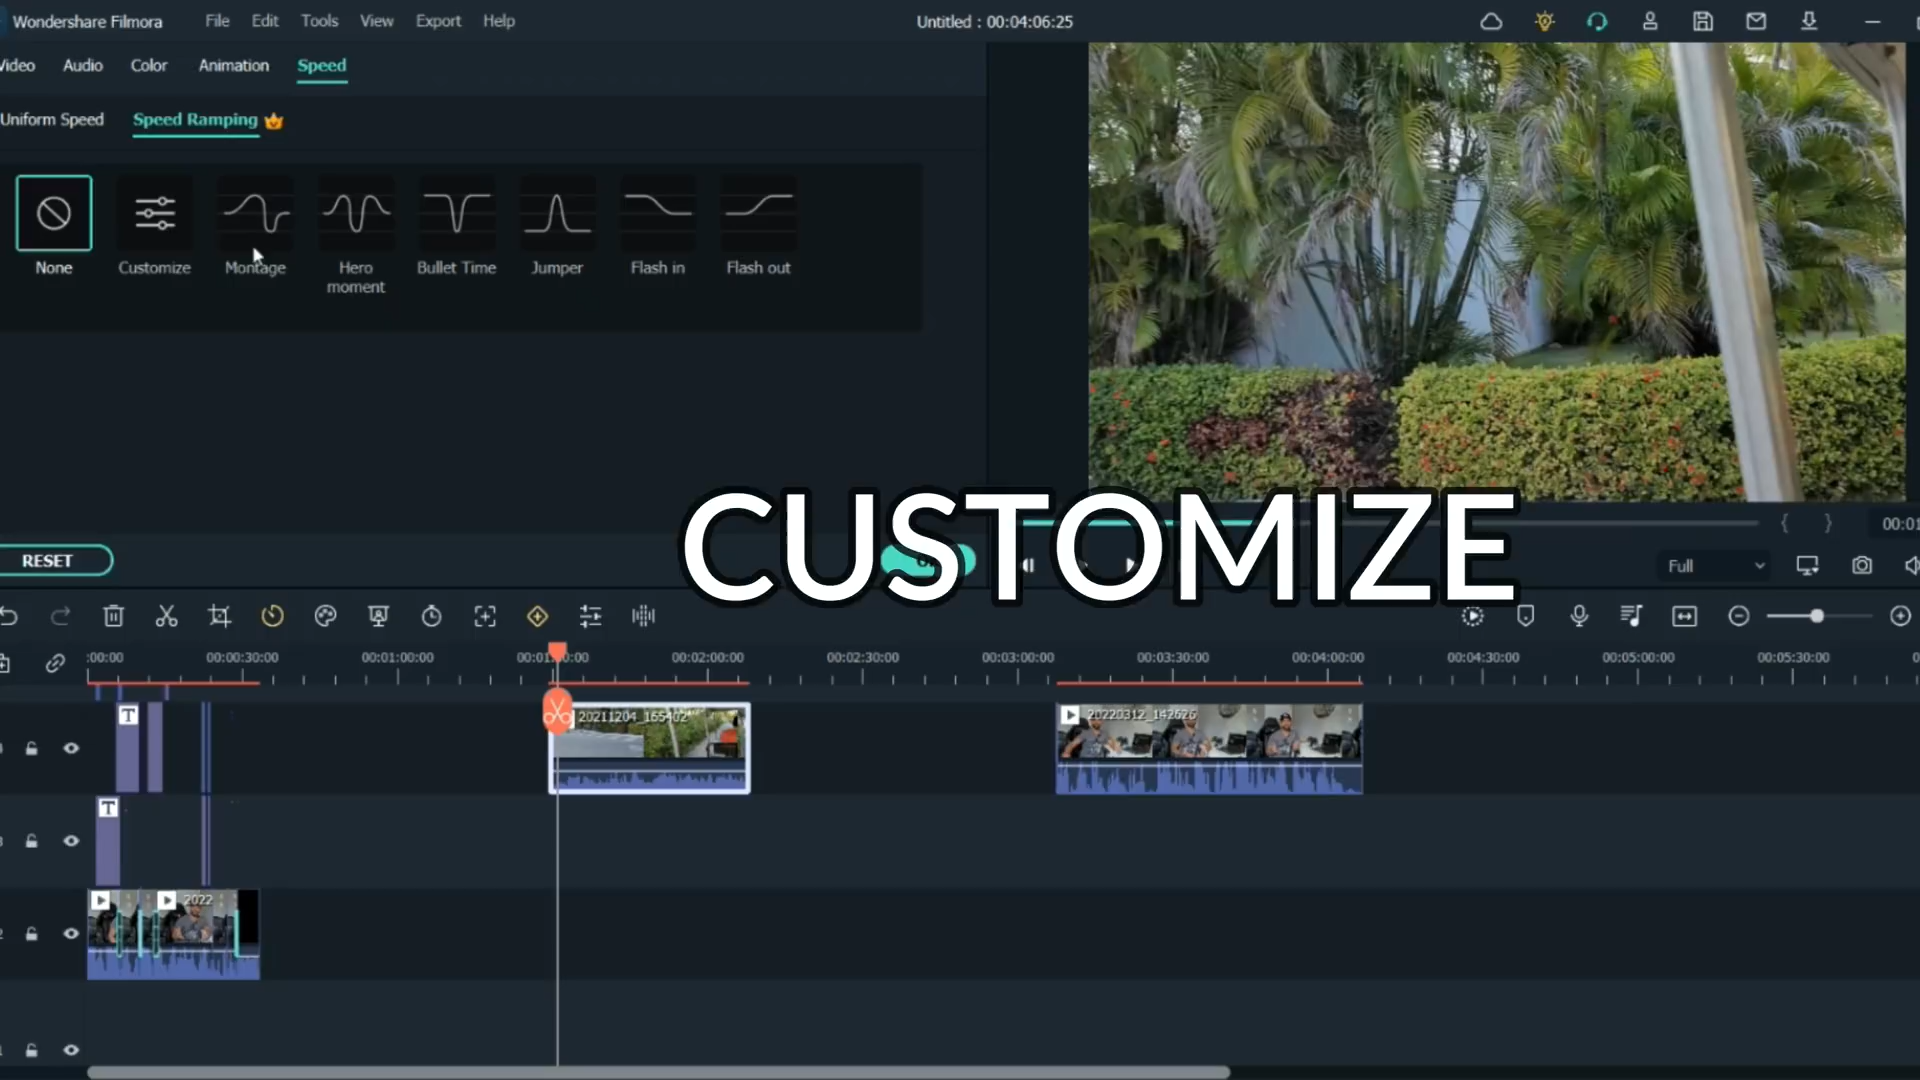 Wondershare Filmora File Edit Tools View Export Help Untitled : 00:04:06:25
Video Audio Color Animation Speed
Uniform Speed Speed Ramping
None Customize Montage Hero moment Bullet Time Jumper Flash in Flash out
CUSTOMIZE
RESET
Full
:00:00 00:00:30:00 00:01:00:00 00:02:00:00 00:02:30:00 00:03:00:00 00:03:30:00 00:04:00:00 00:04:30:00 00:05:00:00 00:05:30:00
T 20211204_165402 20220312_142626
T
2022